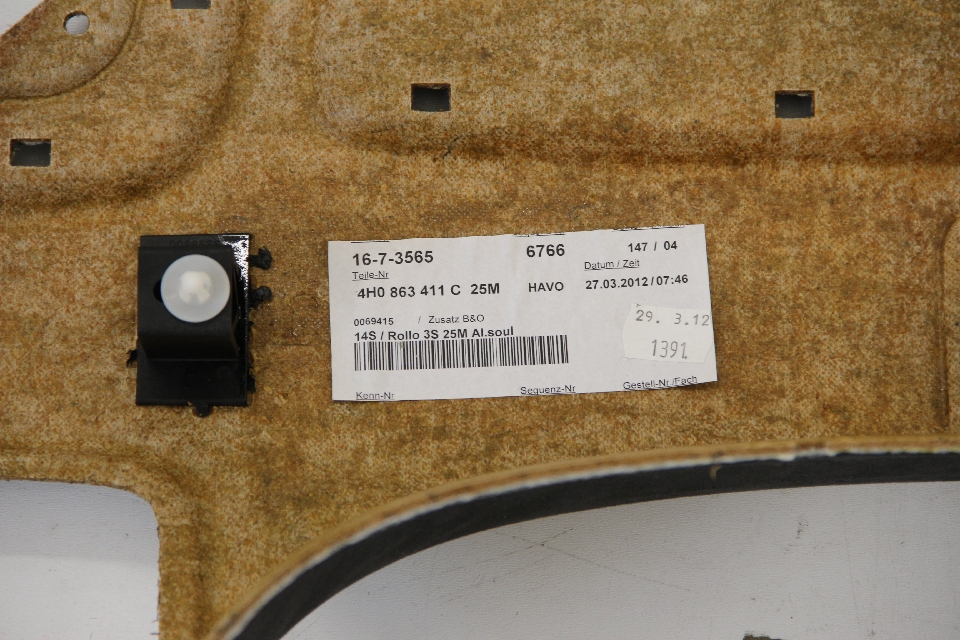 16-7-3565 6766 147 / 04
Teile-Nr Datum / Zeit
4H0 863 411 C 25M HAVO 27.03.2012/07:46
0069415 / Zusatz B&O
14S / Rollo 3S 25M Al.soul
29. 3.12
1391
Kenn-Nr Sequenz-Nr Gestell-Nr /Fach